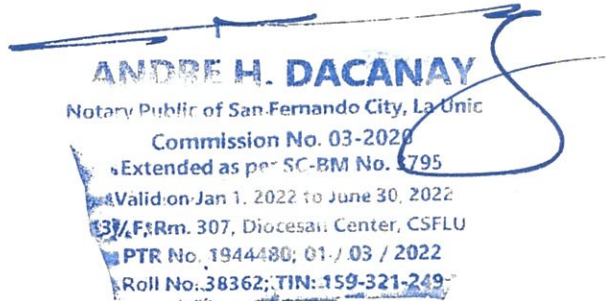 ANDRE H. DACANAY
Notary Public of San Fernando City, La Unic
Commission No. 03-2020
Extended as per SC-BM No. 3795
Valid on Jan 1, 2022 to June 30, 2022
3/F, Rm. 307, Diocesan Center, CSFLU
PTR No. 1944480; 01 / 03 / 2022
Roll No. 38362; TIN: 159-321-249-